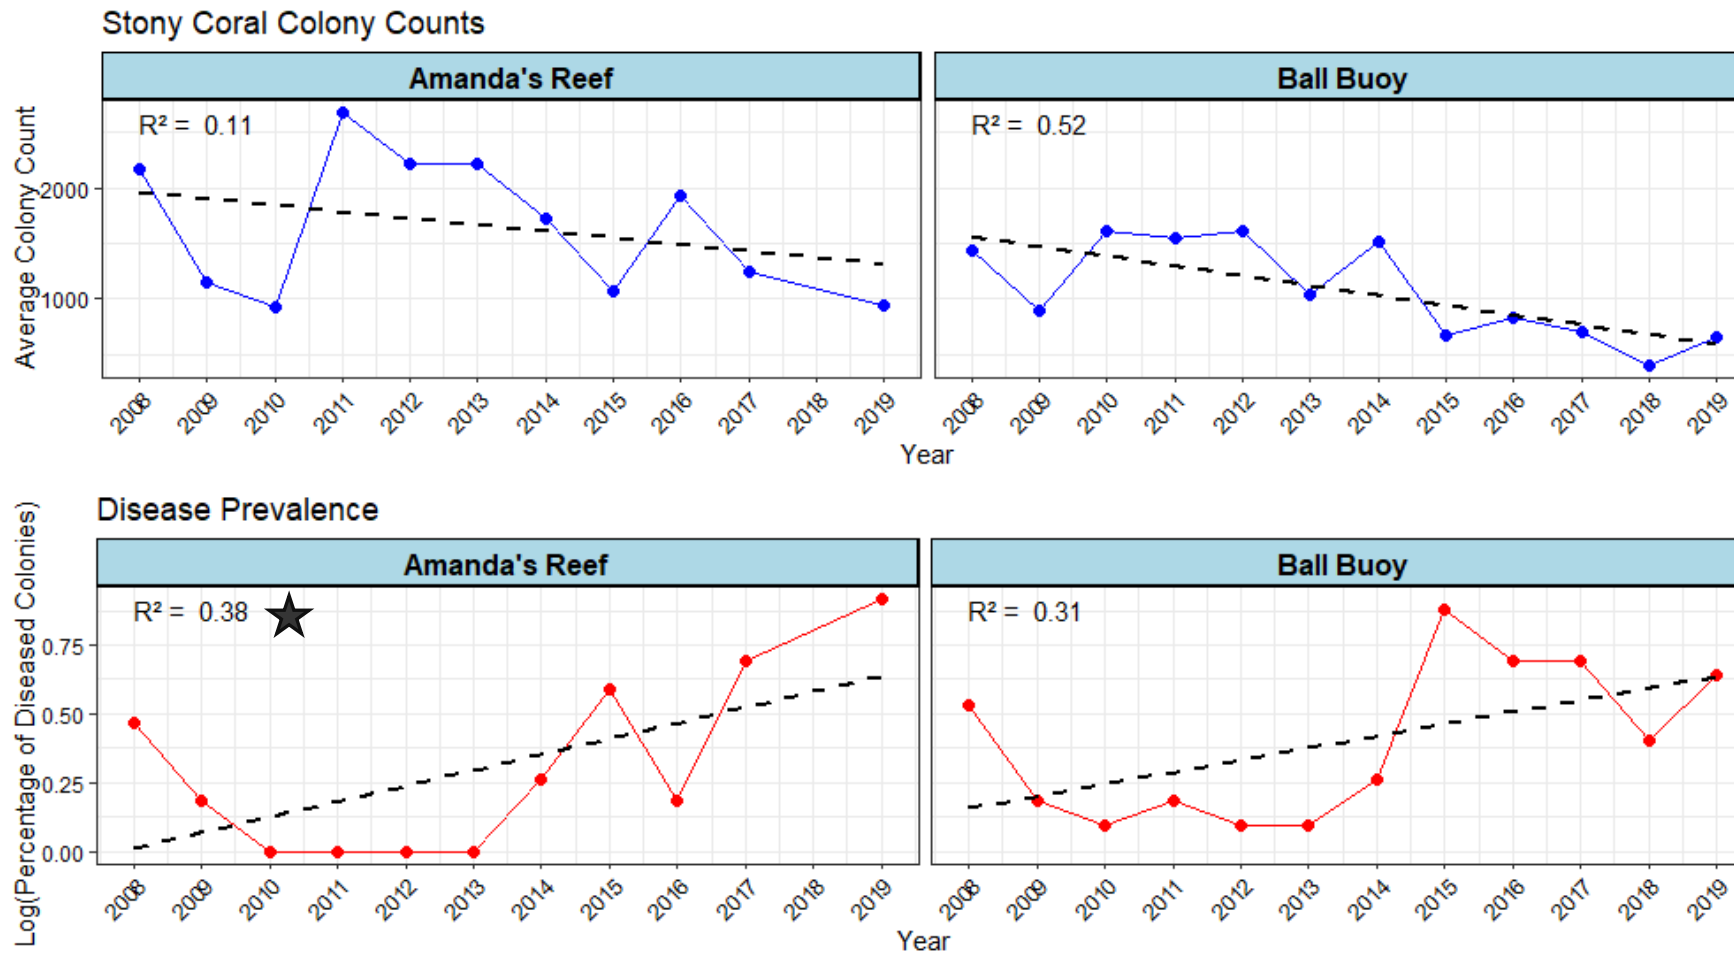 Stony Coral Colony Counts
Amanda's Reef
Ball Buoy
Average Colony Count
R² = 0.11
R² = 0.52
2000
1000
2008 2009 2010 2011 2012 2013 2014 2015 2016 2017 2018 2019
2008 2009 2010 2011 2012 2013 2014 2015 2016 2017 2018 2019
Year
Disease Prevalence
Amanda's Reef
Ball Buoy
Log(Percentage of Diseased Colonies)
R² = 0.38
R² = 0.31
0.75
0.50
0.25
0.00
2008 2009 2010 2011 2012 2013 2014 2015 2016 2017 2018 2019
2008 2009 2010 2011 2012 2013 2014 2015 2016 2017 2018 2019
Year